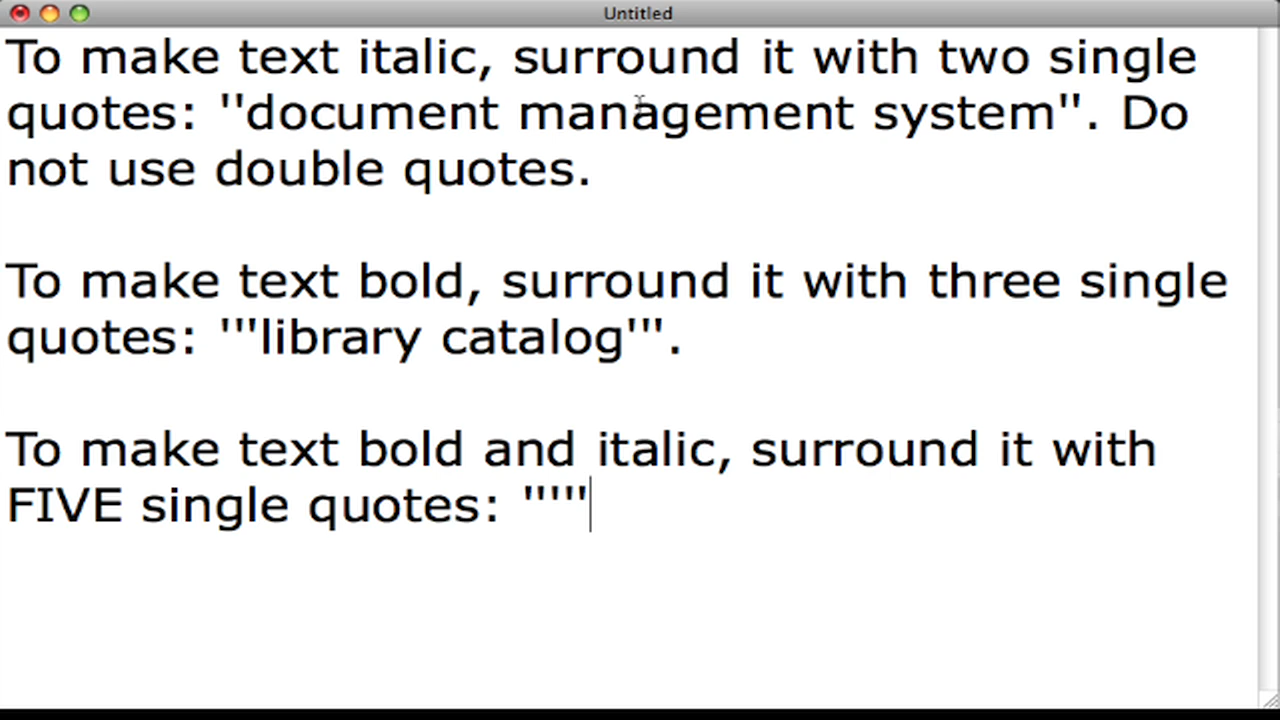 Untitled
To make text italic, surround it with two single
quotes: ''document management system''. Do
not use double quotes.
To make text bold, surround it with three single
quotes: '''library catalog'''.
To make text bold and italic, surround it with
FIVE single quotes: '''''